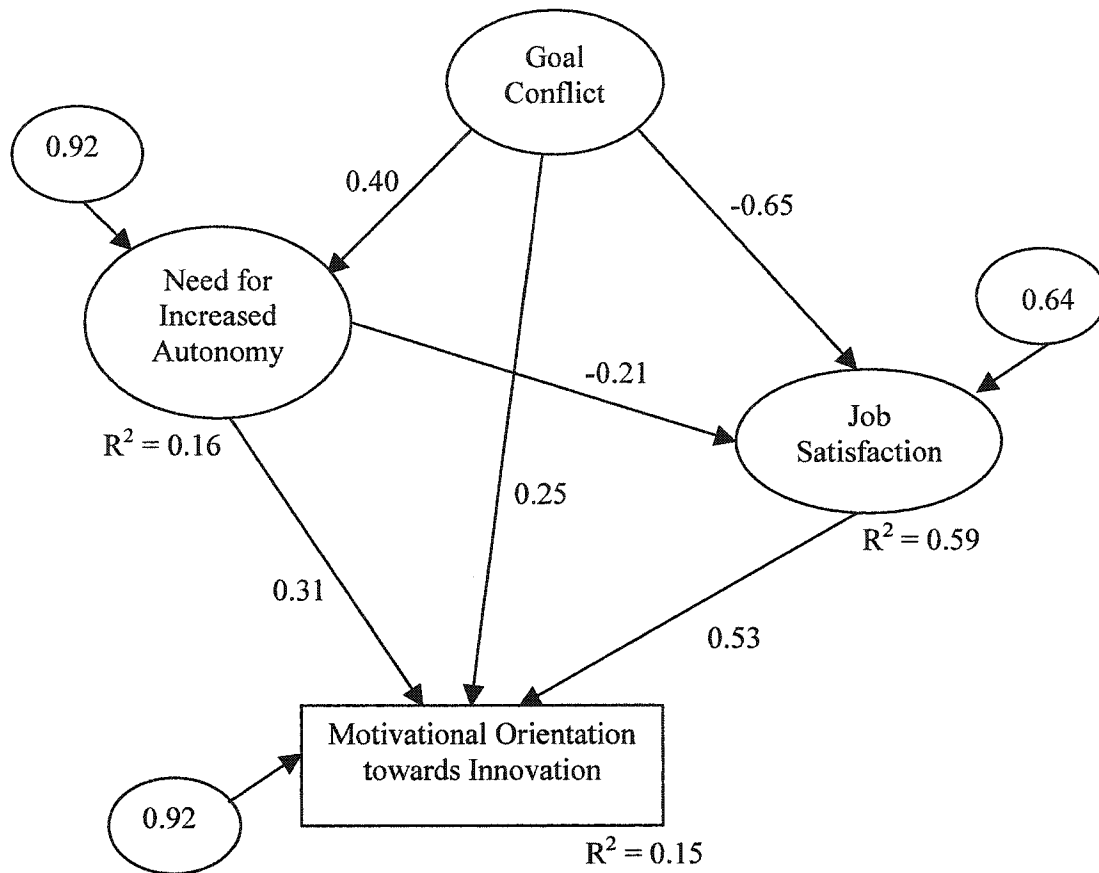 Goal
Conflict
0.92
0.40
-0.65
Need for
Increased
Autonomy
0.64
-0.21
Job
Satisfaction
R² = 0.16
0.25
R² = 0.59
0.31
0.53
Motivational Orientation
towards Innovation
0.92
R² = 0.15